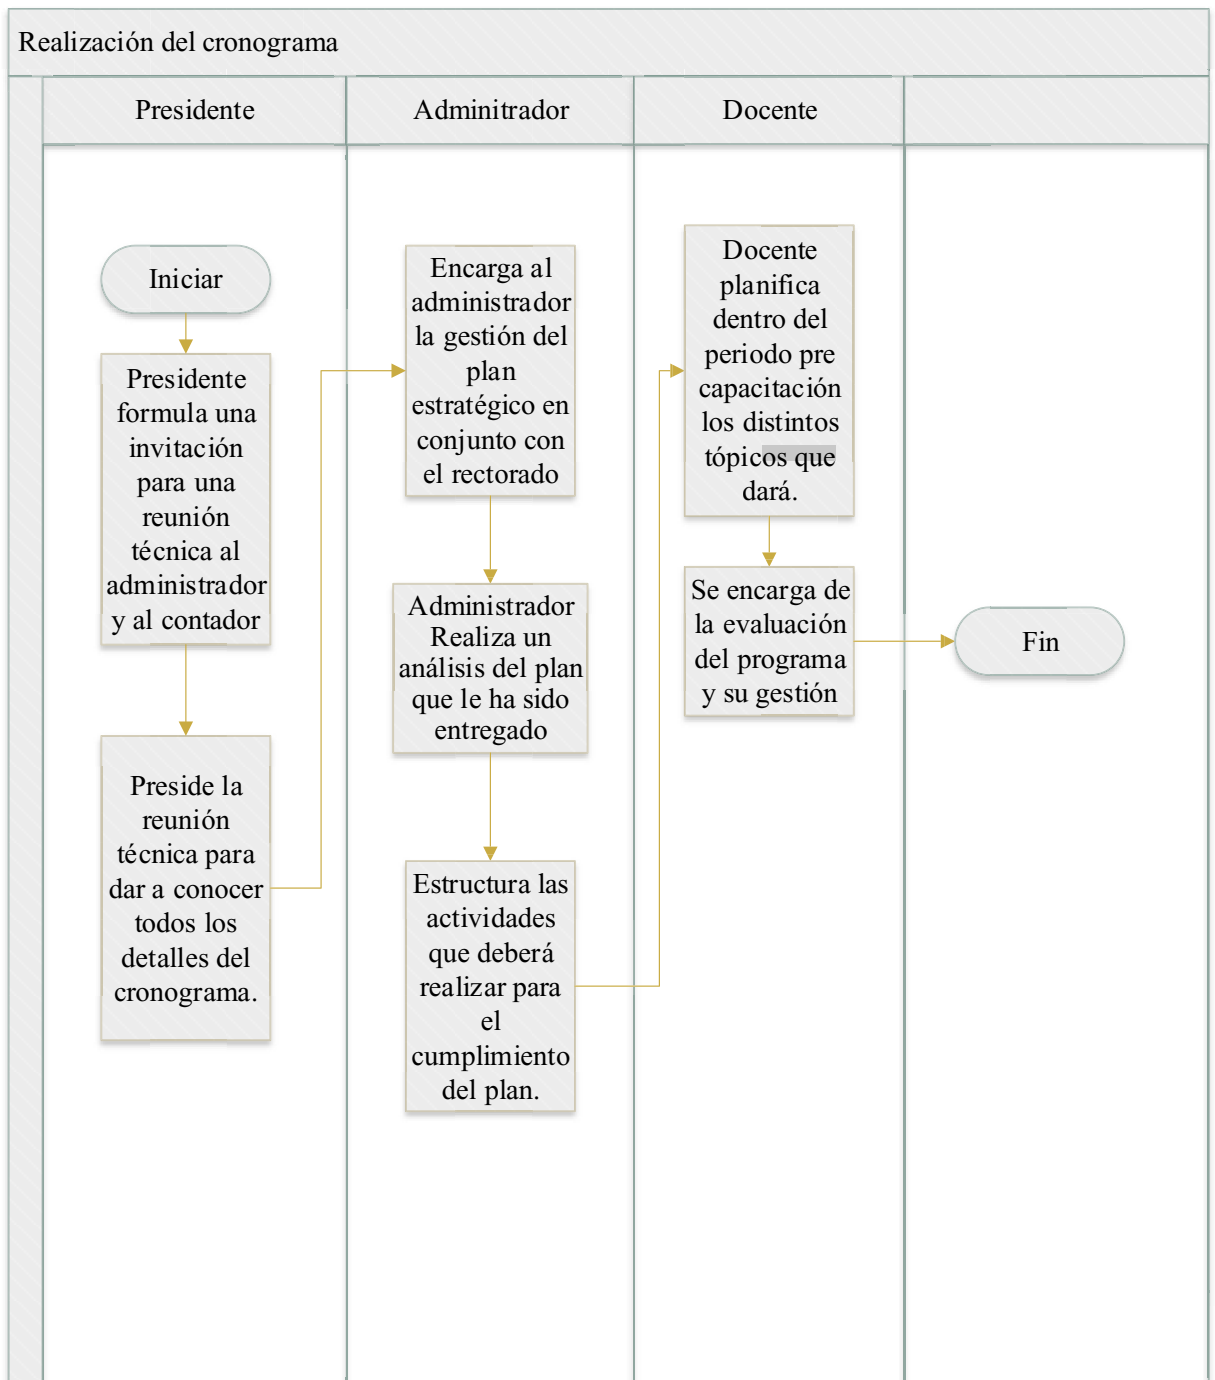 Realización del cronograma
Presidente
Adminitrador
Docente
Iniciar
Presidente
formula una
invitación
para una
reunión
técnica al
administrador
y al contador
Preside la
reunión
técnica para
dar a conocer
todos los
detalles del
cronograma.
Encarga al
administrador
la gestión del
plan
estratégico en
conjunto con
el rectorado
Administrador
Realiza un
análisis del plan
que le ha sido
entregado
Estructura las
actividades
que deberá
realizar para
el
cumplimiento
del plan.
Docente
planifica
dentro del
periodo pre
capacitación
los distintos
tópicos que
dará.
Se encarga de
la evaluación
del programa
y su gestión
Fin